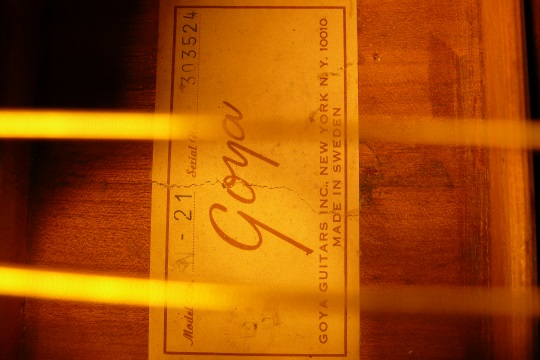 Model - 21 Serial 303524
Goya
GOYA GUITARS INC., NEW YORK N. Y. 10010
MADE IN SWEDEN